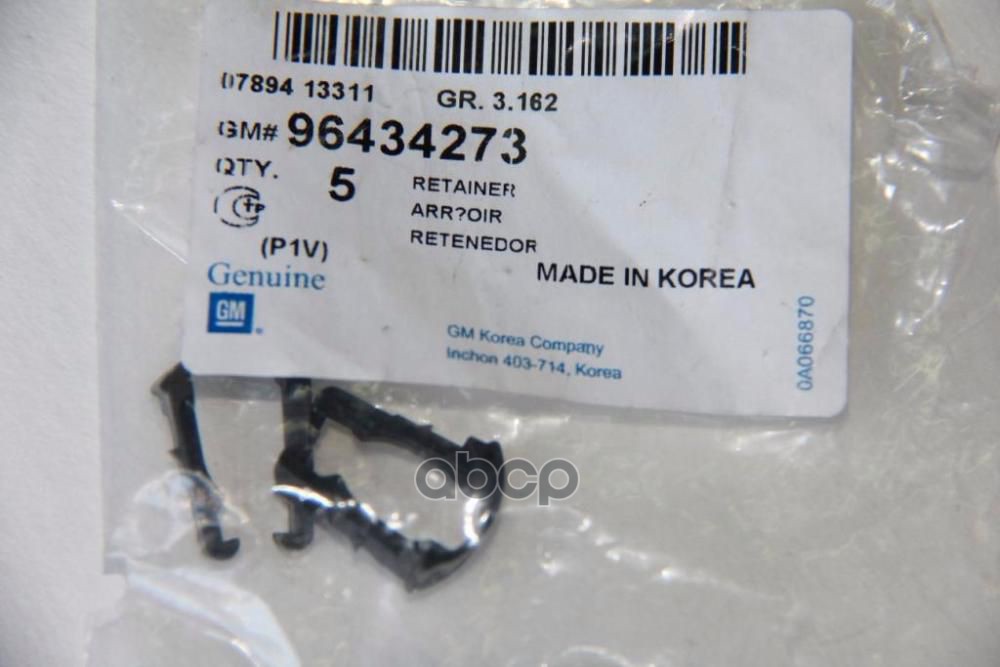 07894 13311 GR. 3.162
GM# 96434273
QTY. 5 RETAINER
ARR?OIR
RETENEDOR
(P1V)
MADE IN KOREA
Genuine
GM
GM Korea Company
Inchon 403-714, Korea
0A066870
abcp